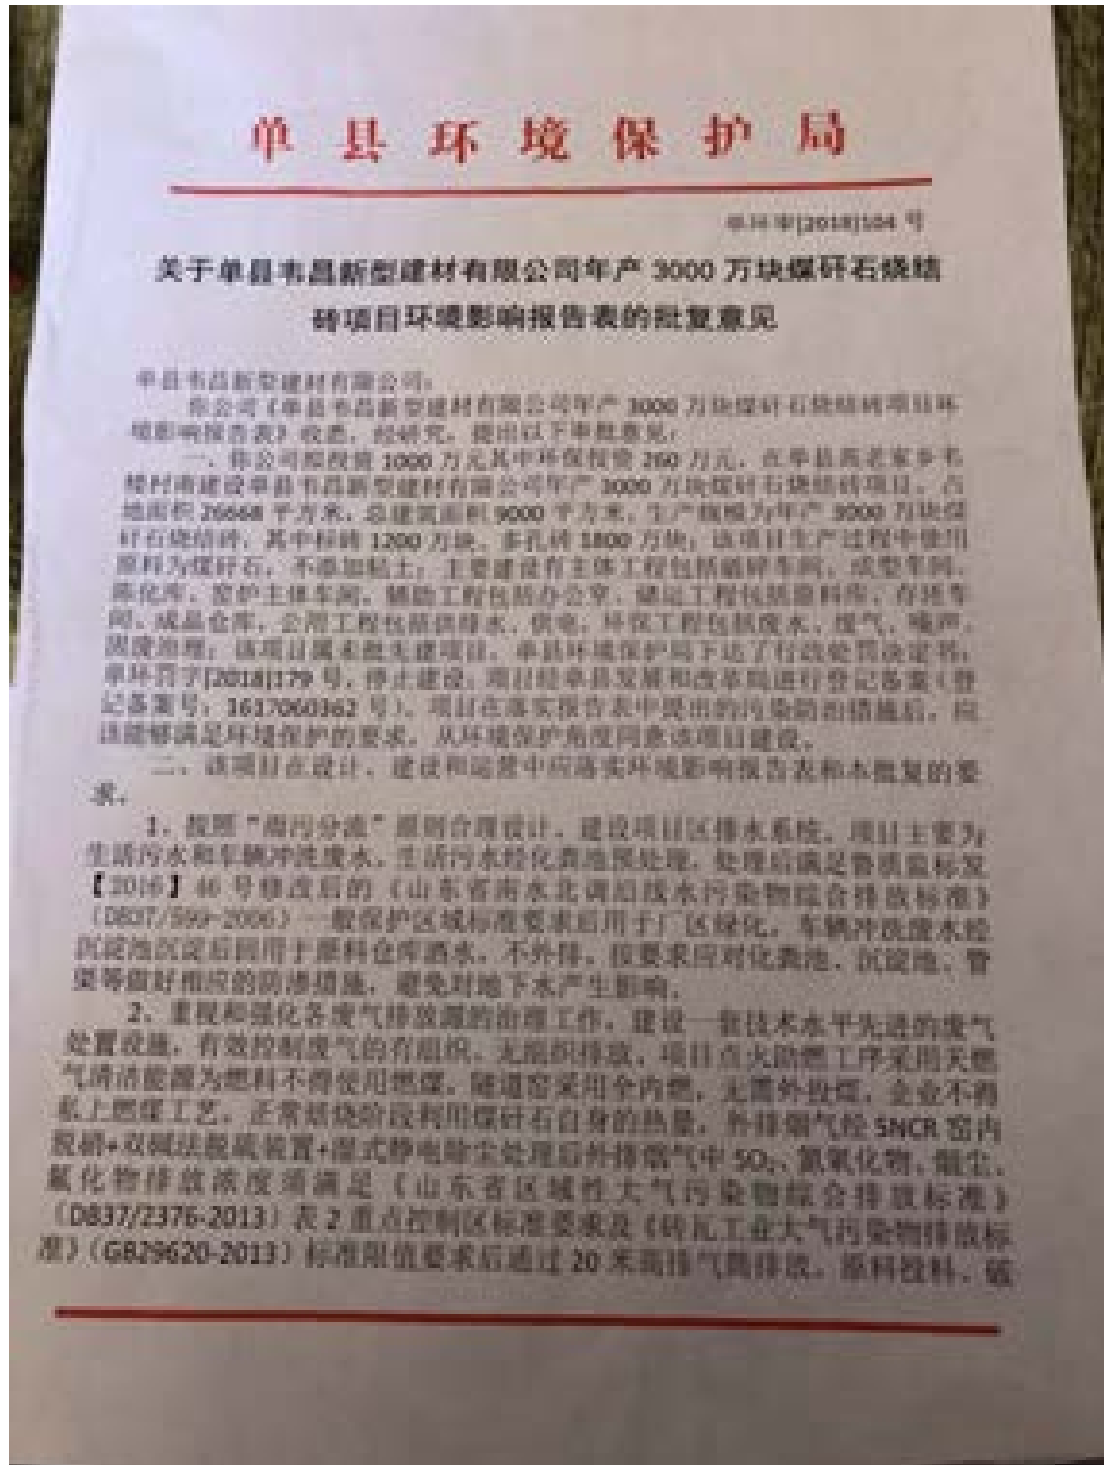 单县环境保护局
单环审[2018]104 号
关于单县韦昌新型建材有限公司年产 3000 万块煤矸石烧结
砖项目环境影响报告表的批复意见
单县韦昌新型建材有限公司:
你公司《单县韦昌新型建材有限公司年产 3000 万块煤矸石烧结砖项目环
境影响报告表》收悉。经研究,提出以下审批意见:
一、你公司拟投资 1000 万元其中环保投资 260 万元,在单县高老家乡毛
楼村南建设单县韦昌新型建材有限公司年产 3000 万块煤矸石烧结砖项目。占
地面积 26668 平方米,总建筑面积 9000 平方米,生产规模为年产 3000 万块煤
矸石烧结砖,其中标砖 1200 万块、多孔砖 1800 万块;该项目生产过程中使用
原料为煤矸石,不添加粘土;主要建设有主体工程包括破碎车间、成型车间、
陈化库、窑炉主体车间,辅助工程包括办公室,储运工程包括原料库、存坯车
间、成品仓库,公用工程包括供排水、供电,环保工程包括废水、废气、噪声、
固废治理;该项目属未批先建项目,单县环境保护局下达了行政处罚决定书:
单环罚字[2018]179 号,停止建设;项目经单县发展和改革局进行登记备案(登
记备案号:1617060362 号)。项目在落实报告表中提出的污染防治措施后,应
该能够满足环境保护的要求,从环境保护角度同意该项目建设。
二、该项目在设计、建设和运营中应落实环境影响报告表和本批复的要
求。
1、按照“雨污分流”原则合理设计、建设项目区排水系统。项目主要为
生活污水和车辆冲洗废水。生活污水经化粪池预处理,处理后满足鲁质监标发
【2016】46 号修改后的《山东省南水北调沿线水污染物综合排放标准》
(DB37/599-2006)一般保护区域标准要求后用于厂区绿化。车辆冲洗废水经
沉淀池沉淀后回用于原料仓库洒水,不外排。按要求应对化粪池、沉淀池、管
渠等做好相应的防渗措施,避免对地下水产生影响。
2、重视和强化各废气排放源的治理工作。建设一套技术水平先进的废气
处置设施,有效控制废气的有组织、无组织排放。项目点火助燃工序采用天燃
气清洁能源为燃料不得使用燃煤。隧道窑采用全内燃,无需外投煤,企业不得
私上燃煤工艺。正常焙烧阶段利用煤矸石自身的热量,外排烟气经 SNCR 窑内
脱硝+双碱法脱硫装置+湿式静电除尘处理后外排烟气中 SO₂、氮氧化物、烟尘、
氟化物排放浓度须满足《山东省区域性大气污染物综合排放标准》
(DB37/2376-2013)表 2 重点控制区标准要求及《砖瓦工业大气污染物排放标
准》(GB29620-2013)标准限值要求后通过 20 米高排气筒排放。原料投料、破